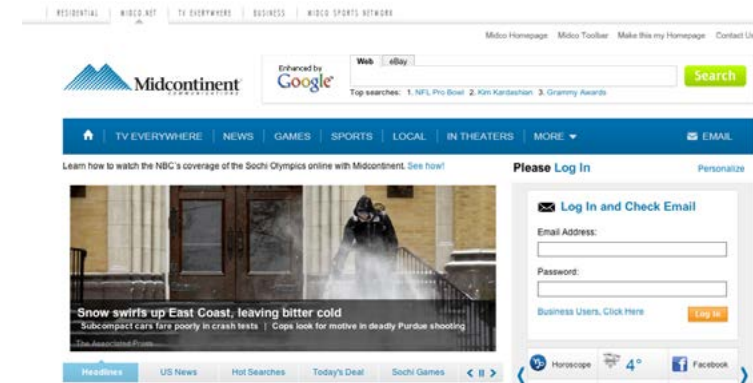 RESIDENTIAL | MIDCO.NET | TV EVERYWHERE | BUSINESS | MIDCO SPORTS NETWORK
Midco Homepage Midco Toolbar Make this my Homepage Contact Us
Midcontinent
COMMUNICATIONS
Enhanced by
Google
Web eBay
Search
Top searches: 1. NFL Pro Bowl 2. Kim Kardashian 3. Grammy Awards
TV EVERYWHERE | NEWS | GAMES | SPORTS | LOCAL | IN THEATERS | MORE EMAIL
Learn how to watch the NBC's coverage of the Sochi Olympics online with Midcontinent. See how!
Please Log In Personalize
Log In and Check Email
Email Address:
Password:
Business Users, Click Here Log In
Snow swirls up East Coast, leaving bitter cold
Subcompact cars fare poorly in crash tests | Cops look for motive in deadly Purdue shooting
The Associated Press
Headlines US News Hot Searches Today's Deal Sochi Games
Horoscope 4° Facebook